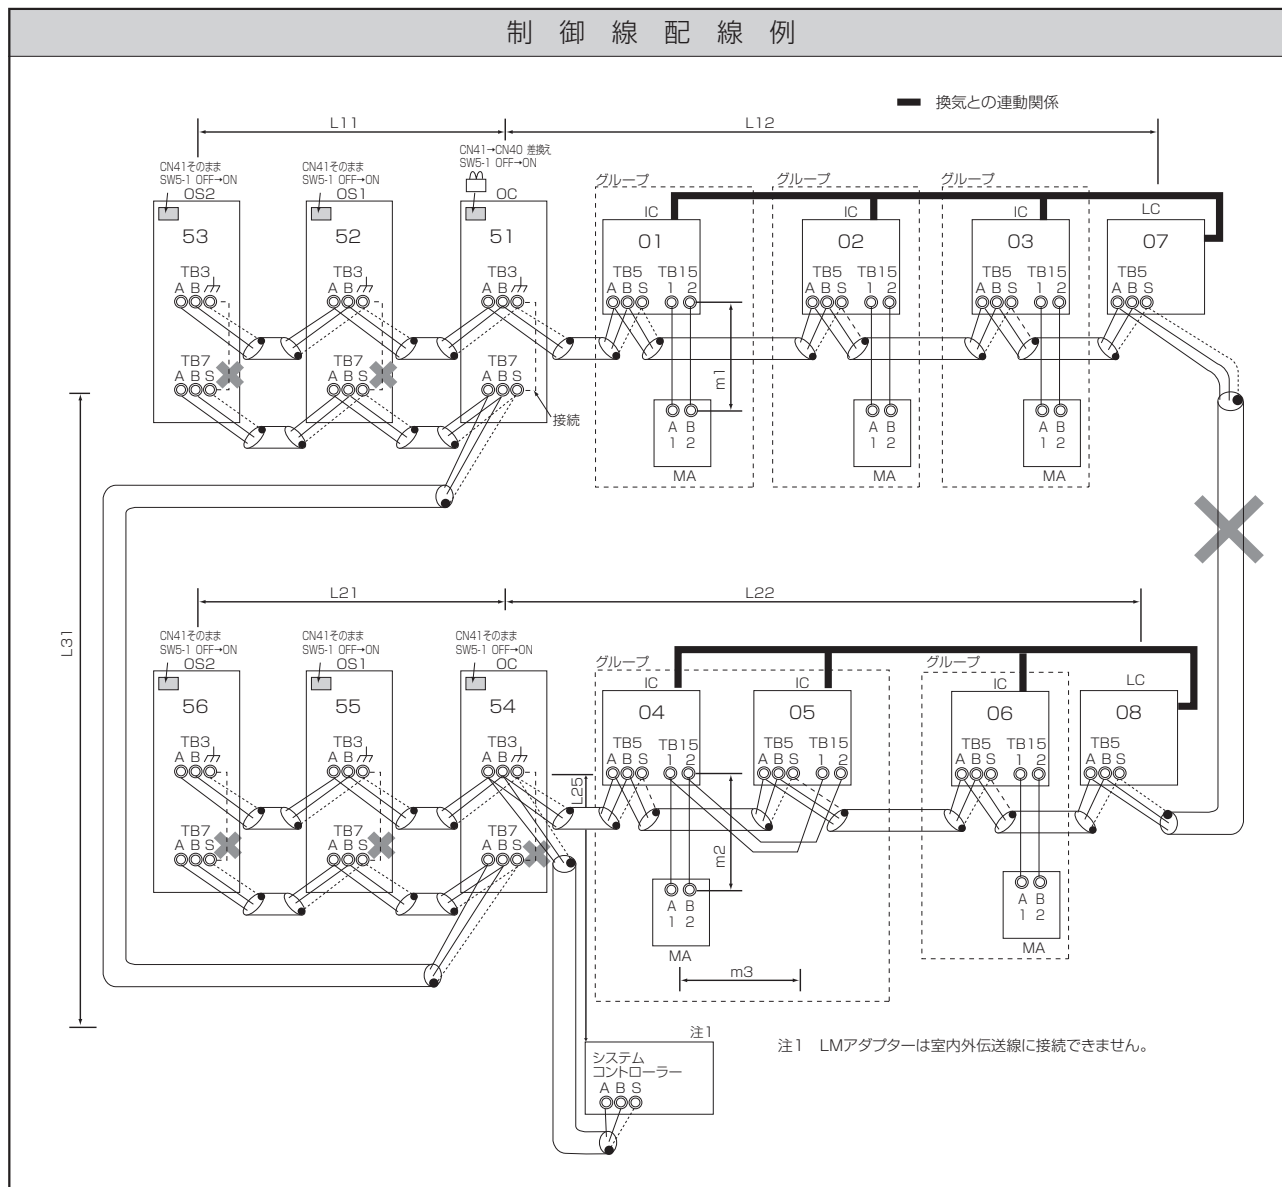 制御線配線例
換気との連動関係
L11
L12
CN41そのまま
SW5-1 OFF→ON
OS2
CN41そのまま
SW5-1 OFF→ON
OS1
CN41→CN40 差換え
SW5-1 OFF→ON
OC
グループ
グループ
グループ
IC
IC
IC
LC
53
52
51
01
02
03
07
TB3
A B
TB3
A B
TB3
A B
TB5 TB15
A B S 1 2
TB5 TB15
A B S 1 2
TB5 TB15
A B S 1 2
TB5
A B S
TB7
A B S
TB7
A B S
TB7
A B S
接続
m1
A B
1 2
MA
A B
1 2
MA
A B
1 2
MA
L31
L21
L22
CN41そのまま
SW5-1 OFF→ON
OS2
CN41そのまま
SW5-1 OFF→ON
OS1
CN41そのまま
SW5-1 OFF→ON
OC
グループ
グループ
IC
IC
IC
LC
56
55
54
04
05
06
08
TB3
A B
TB3
A B
TB3
A B
TB5 TB15
A B S 1 2
TB5 TB15
A B S 1 2
TB5 TB15
A B S 1 2
TB5
A B S
L25
TB7
A B S
TB7
A B S
TB7
A B S
m2
A B
1 2
MA
A B
1 2
MA
m3
注1
システム
コントローラー
A B S
注1 LMアダプターは室内外伝送線に接続できません。